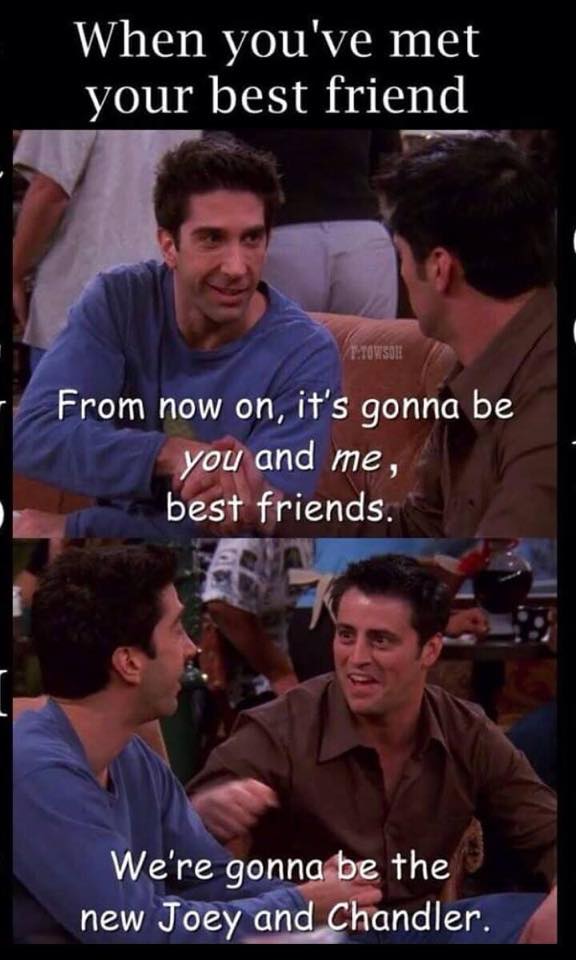 When you've met
your best friend
T-TOWSON
From now on, it's gonna be
you and me,
best friends.
We're gonna be the
new Joey and Chandler.